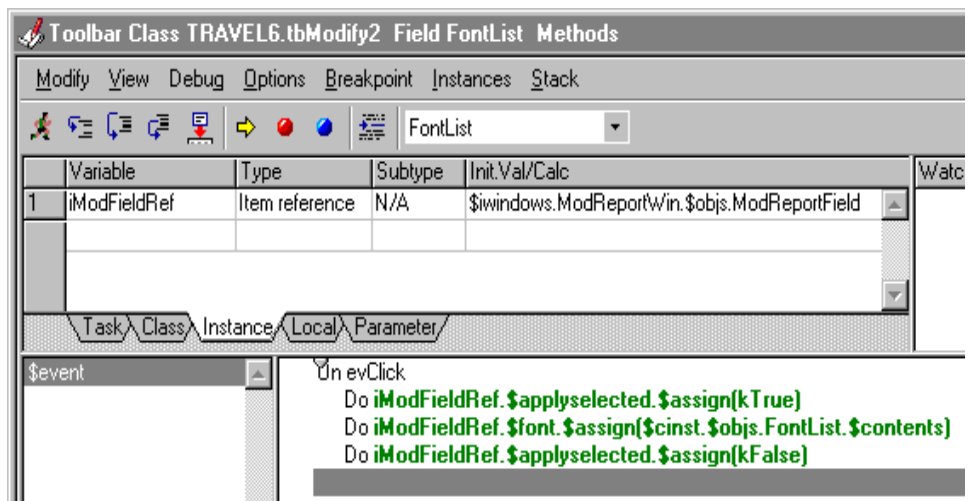 Toolbar Class TRAVEL6.tbModify2 Field FontList Methods
Modify View Debug Options Breakpoint Instances Stack
FontList
Variable Type Subtype Init.Val/Calc Watc
1 iModFieldRef Item reference N/A $iwindows.ModReportWin.$objs.ModReportField
Task Class Instance Local Parameter
$event
On evClick
Do iModFieldRef.$applyselected.$assign(kTrue)
Do iModFieldRef.$font.$assign($cinst.$objs.FontList.$contents)
Do iModFieldRef.$applyselected.$assign(kFalse)